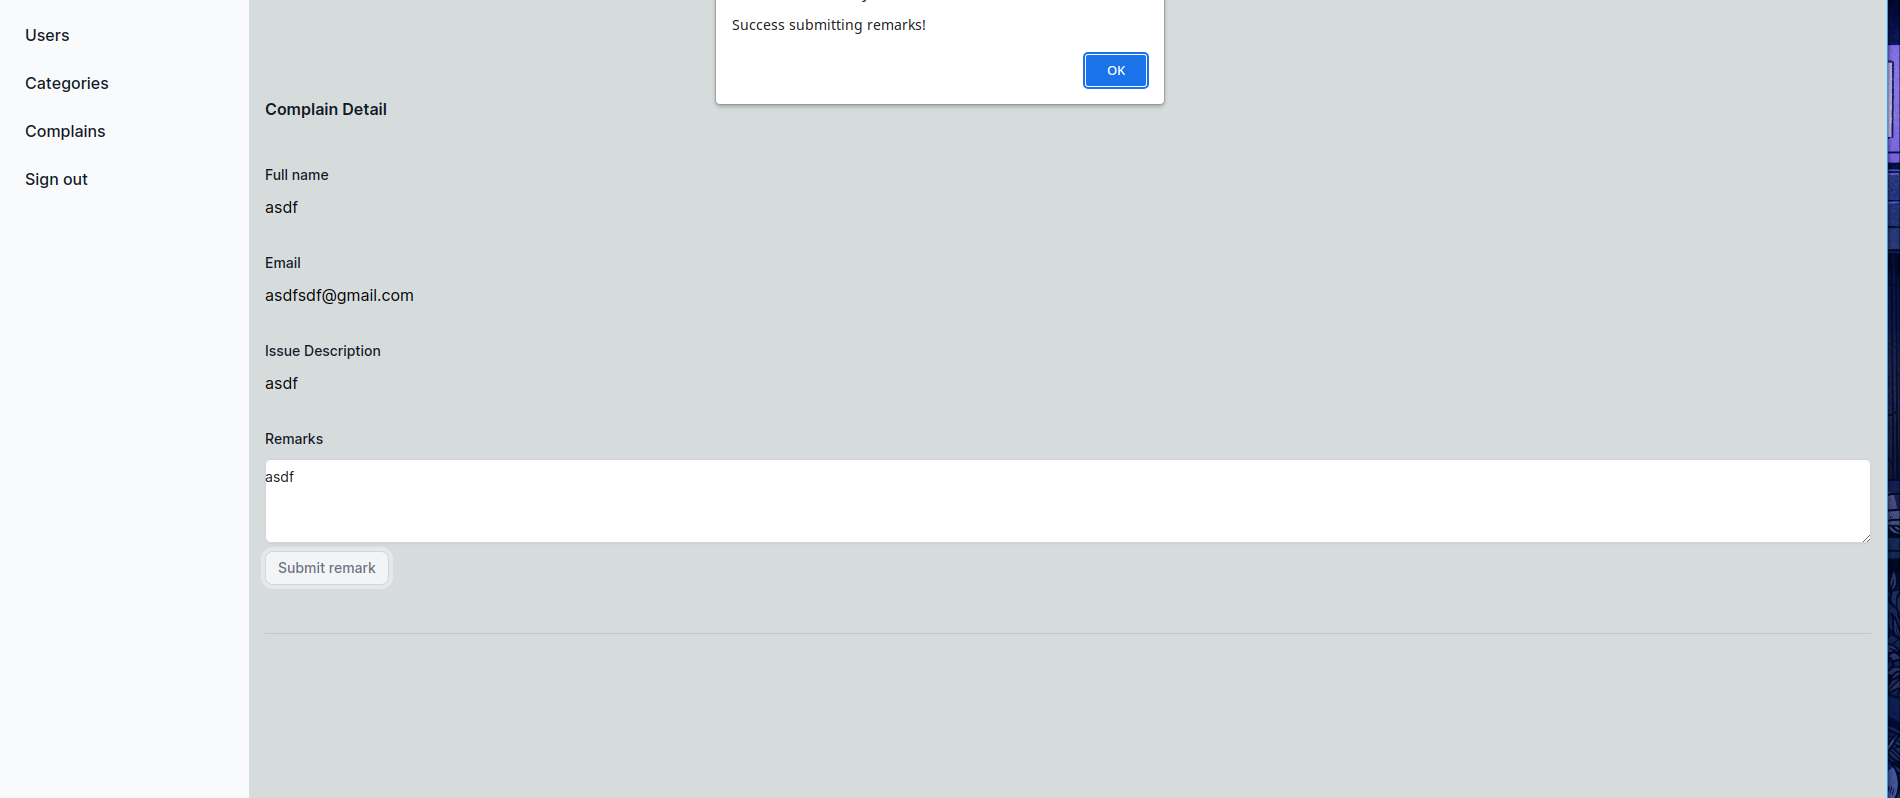 Users
Categories
Complains
Sign out
Success submitting remarks!
OK
Complain Detail
Full name
asdf
Email
asdfsdf@gmail.com
Issue Description
asdf
Remarks
asdf
Submit remark